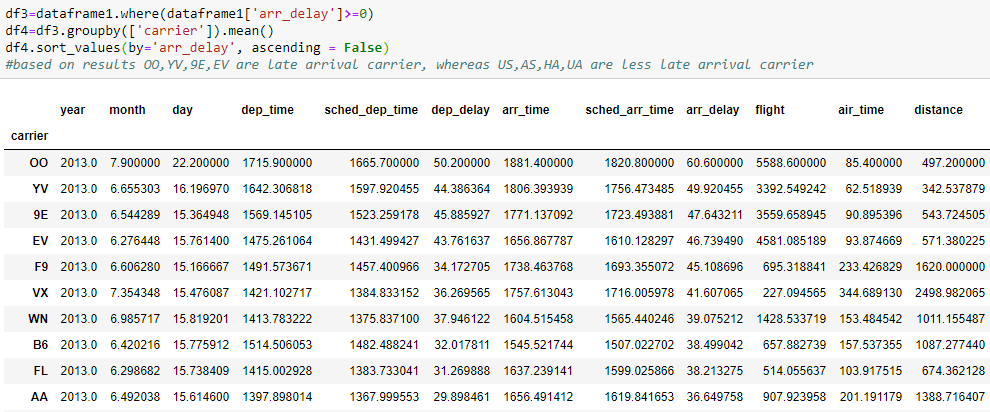 df3=dataframe1.where(dataframe1['arr_delay']>=0)
df4=df3.groupby(['carrier']).mean()
df4.sort_values(by='arr_delay', ascending = False)
#based on results OO,YV,9E,EV are late arrival carrier, whereas US,AS,HA,UA are less late arrival carrier
year month day dep_time sched_dep_time dep_delay arr_time sched_arr_time arr_delay flight air_time distance
carrier
OO 2013.0 7.900000 22.200000 1715.900000 1665.700000 50.200000 1881.400000 1820.800000 60.600000 5588.600000 85.400000 497.200000
YV 2013.0 6.655303 16.196970 1642.306818 1597.920455 44.386364 1806.393939 1756.473485 49.920455 3392.549242 62.518939 342.537879
9E 2013.0 6.544289 15.364948 1569.145105 1523.259178 45.885927 1771.137092 1723.493881 47.643211 3559.658945 90.895396 543.724505
EV 2013.0 6.276448 15.761400 1475.261064 1431.499427 43.761637 1656.867787 1610.128297 46.739490 4581.085189 93.874669 571.380225
F9 2013.0 6.606280 15.166667 1491.573671 1457.400966 34.172705 1738.463768 1693.355072 45.108696 695.318841 233.426829 1620.000000
VX 2013.0 7.354348 15.476087 1421.102717 1384.833152 36.269565 1757.613043 1716.005978 41.607065 227.094565 344.689130 2498.982065
WN 2013.0 6.985717 15.819201 1413.783222 1375.837100 37.946122 1604.515458 1565.440246 39.075212 1428.533719 153.484542 1011.155487
B6 2013.0 6.420216 15.775912 1514.506053 1482.488241 32.017811 1545.521744 1507.022702 38.499042 657.882739 157.537355 1087.277440
FL 2013.0 6.298682 15.738409 1415.002928 1383.733041 31.269888 1637.239141 1599.025866 38.213275 514.055637 103.917515 674.362128
AA 2013.0 6.492038 15.614600 1397.898014 1367.999553 29.898461 1656.491412 1619.841653 36.649758 907.923958 201.191179 1388.716407